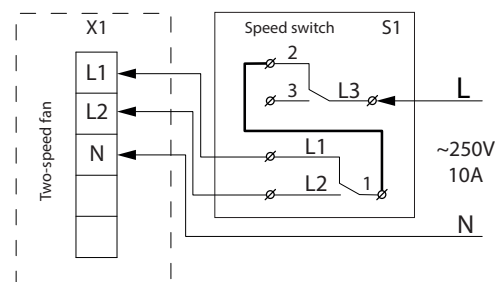 X1
L1
L2
N
Two-speed fan
Speed switch S1
2
3 L3
L1
L2 1
L
~250V
10A
N